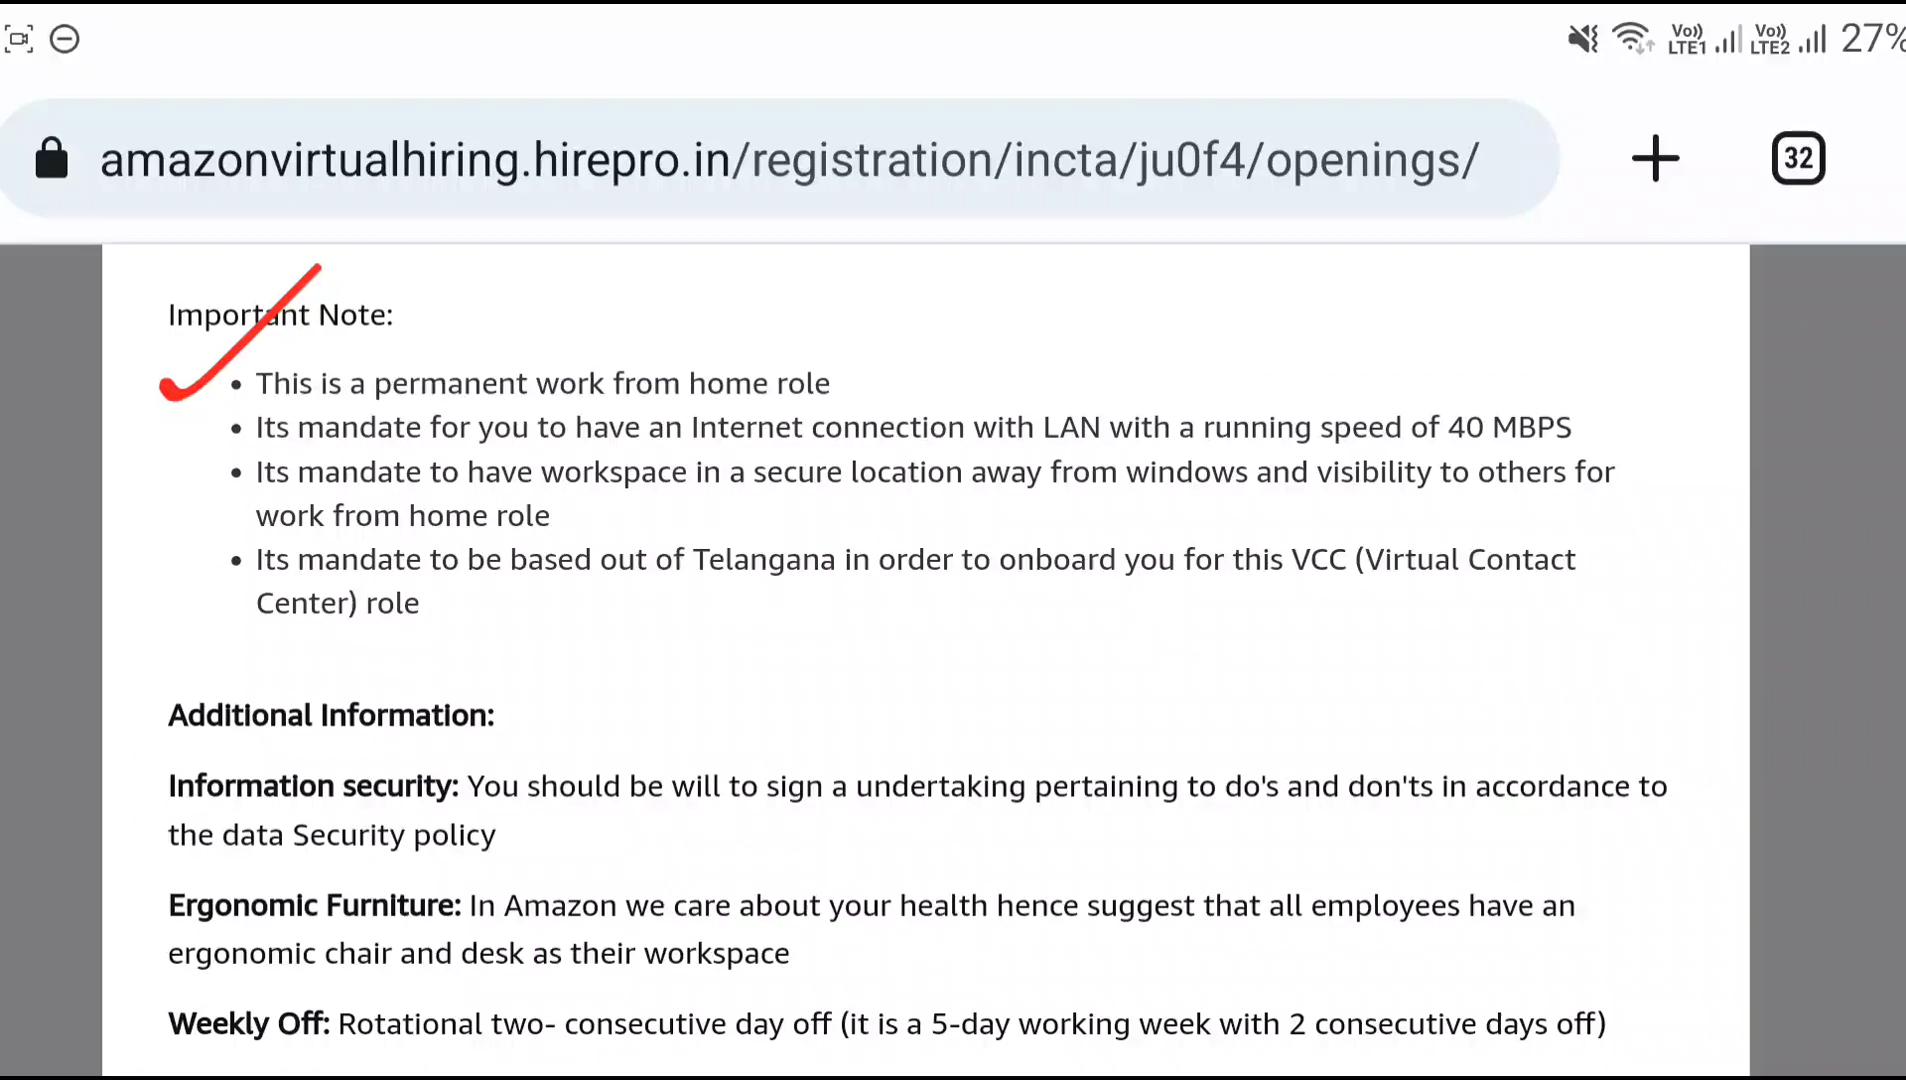 Vo)) LTE1 Vo)) LTE2 27%
amazonvirtualhiring.hirepro.in/registration/incta/ju0f4/openings/ 32
Important Note:
• This is a permanent work from home role
• Its mandate for you to have an Internet connection with LAN with a running speed of 40 MBPS
• Its mandate to have workspace in a secure location away from windows and visibility to others for
work from home role
• Its mandate to be based out of Telangana in order to onboard you for this VCC (Virtual Contact
Center) role
Additional Information:
Information security: You should be will to sign a undertaking pertaining to do's and don'ts in accordance to
the data Security policy
Ergonomic Furniture: In Amazon we care about your health hence suggest that all employees have an
ergonomic chair and desk as their workspace
Weekly Off: Rotational two- consecutive day off (it is a 5-day working week with 2 consecutive days off)